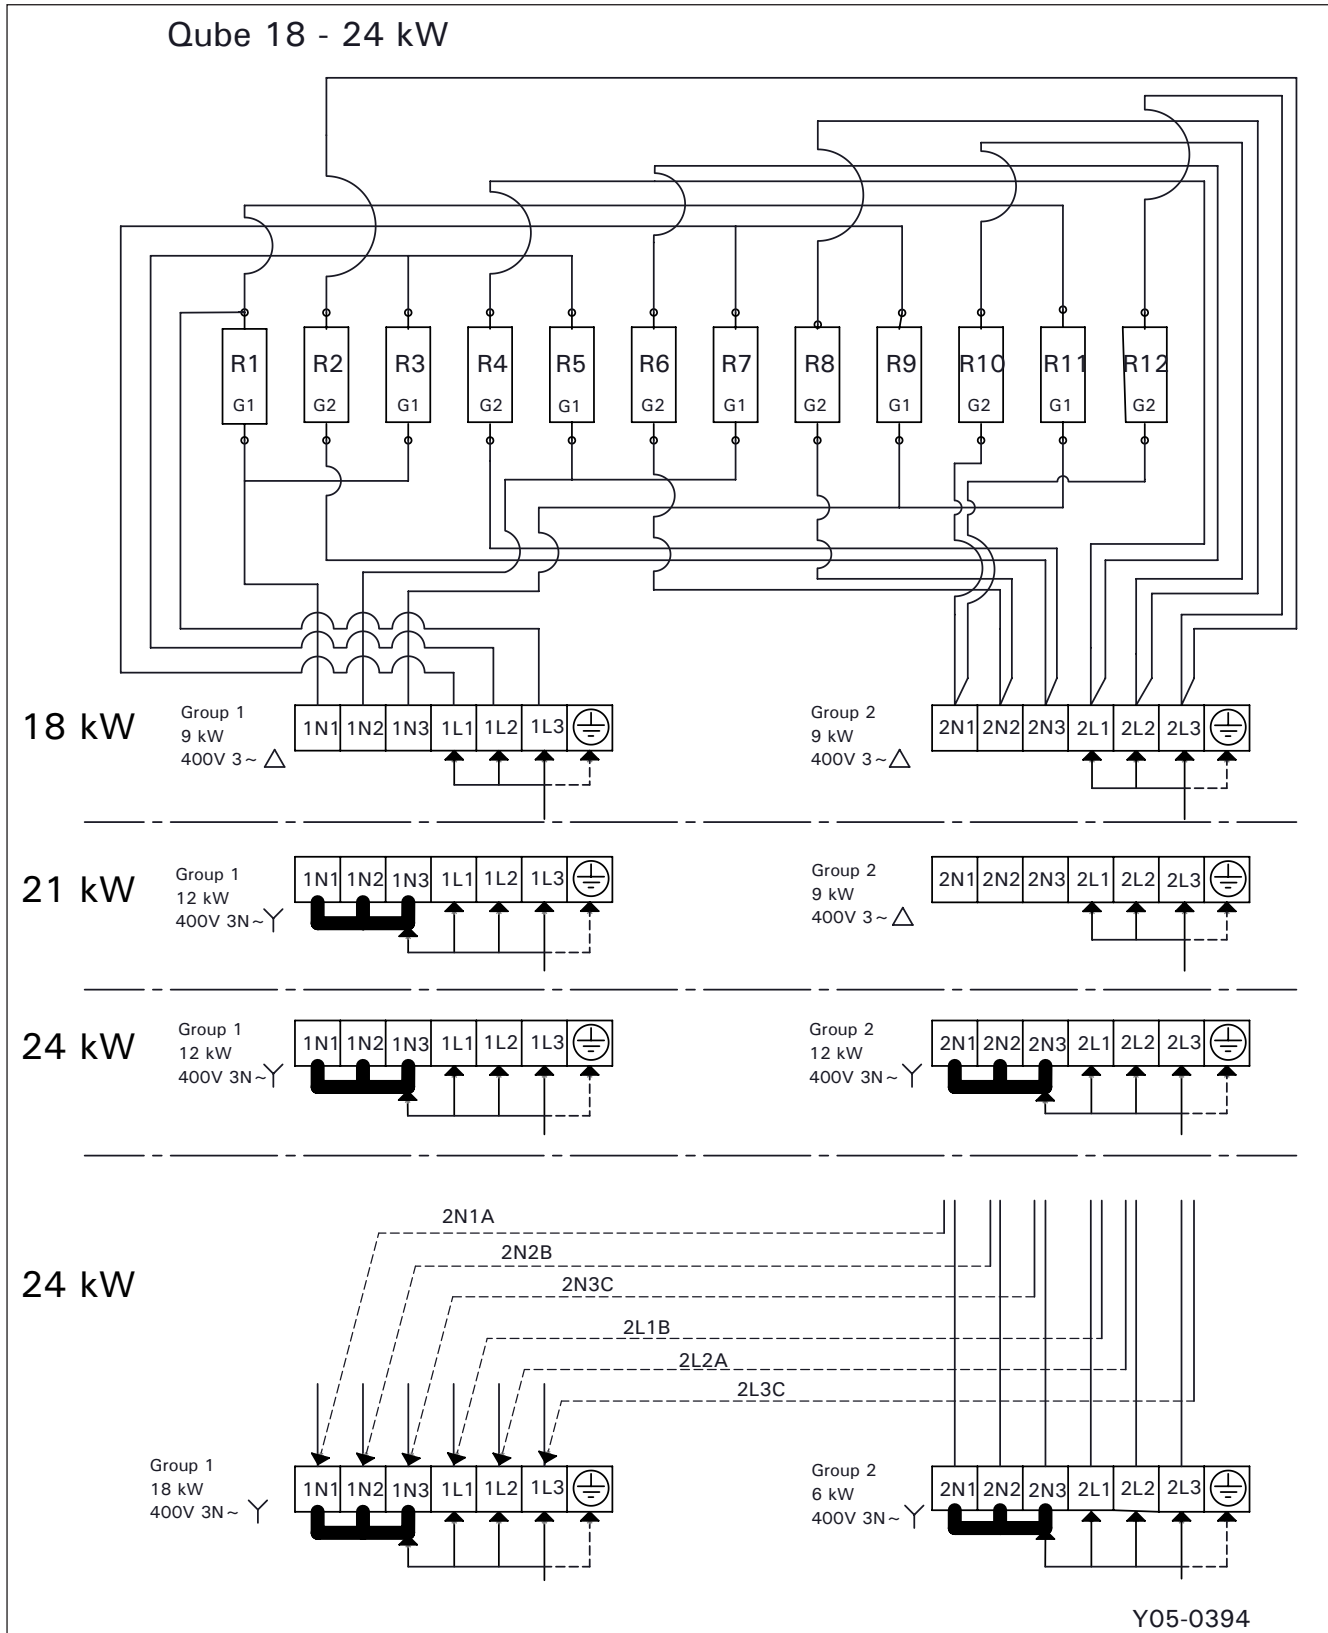 Qube 18 - 24 kW
R1 R2 R3 R4 R5 R6 R7 R8 R9 R10 R11 R12
G1 G2 G1 G2 G1 G2 G1 G2 G1 G2 G1 G2
18 kW
Group 1
9 kW
400V 3~
1N1 1N2 1N3 1L1 1L2 1L3
Group 2
9 kW
400V 3~
2N1 2N2 2N3 2L1 2L2 2L3
21 kW
Group 1
12 kW
400V 3N~
1N1 1N2 1N3 1L1 1L2 1L3
Group 2
9 kW
400V 3~
2N1 2N2 2N3 2L1 2L2 2L3
24 kW
Group 1
12 kW
400V 3N~
1N1 1N2 1N3 1L1 1L2 1L3
Group 2
12 kW
400V 3N~
2N1 2N2 2N3 2L1 2L2 2L3
24 kW
2N1A
2N2B
2N3C
2L1B
2L2A
2L3C
Group 1
18 kW
400V 3N~
1N1 1N2 1N3 1L1 1L2 1L3
Group 2
6 kW
400V 3N~
2N1 2N2 2N3 2L1 2L2 2L3
Y05-0394